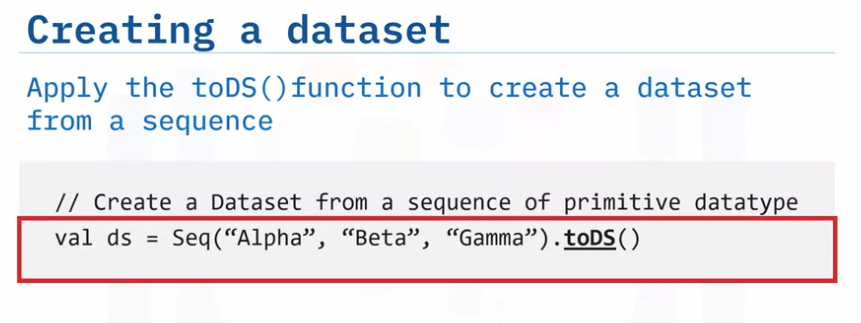 Creating a dataset
Apply the toDS()function to create a dataset
from a sequence
// Create a Dataset from a sequence of primitive datatype
val ds = Seq(“Alpha”, “Beta”, “Gamma”).toDS()